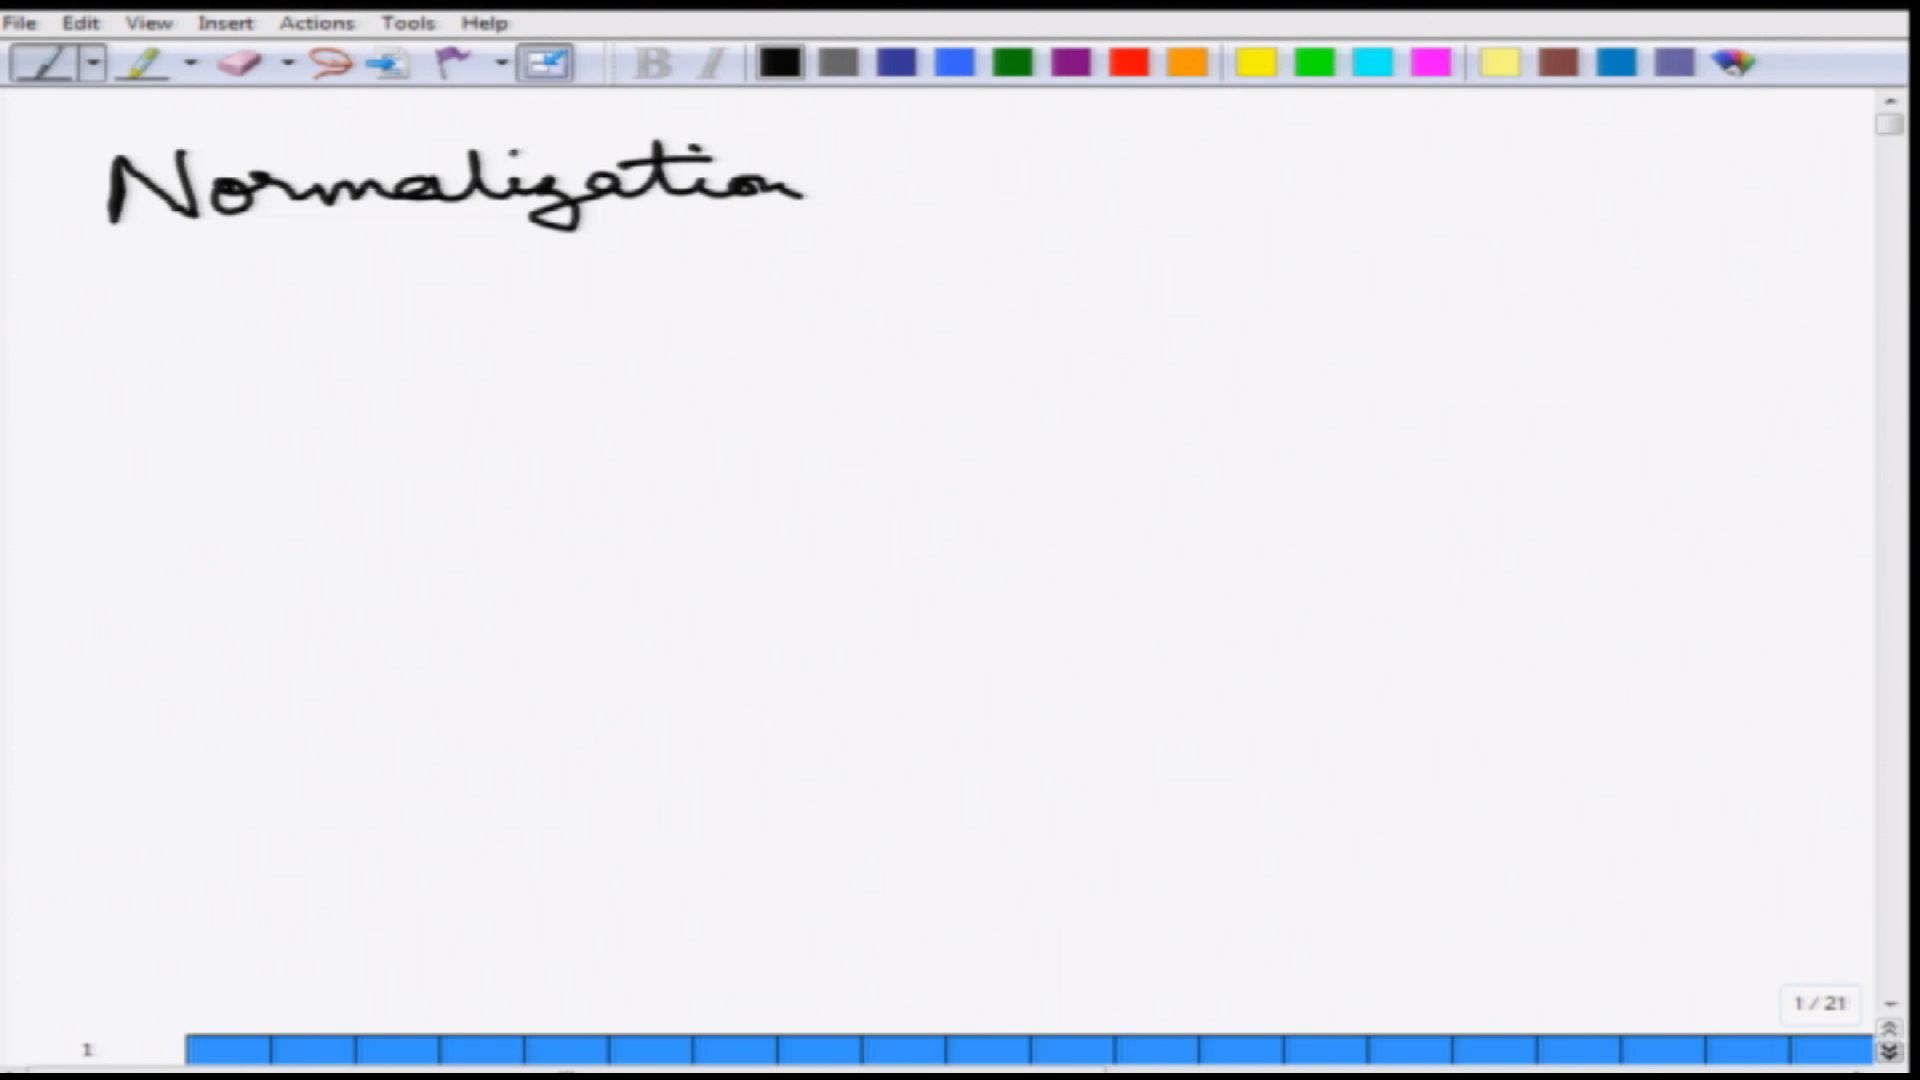 File Edit View Insert Actions Tools Help
B I
Normalization
1 / 21
1